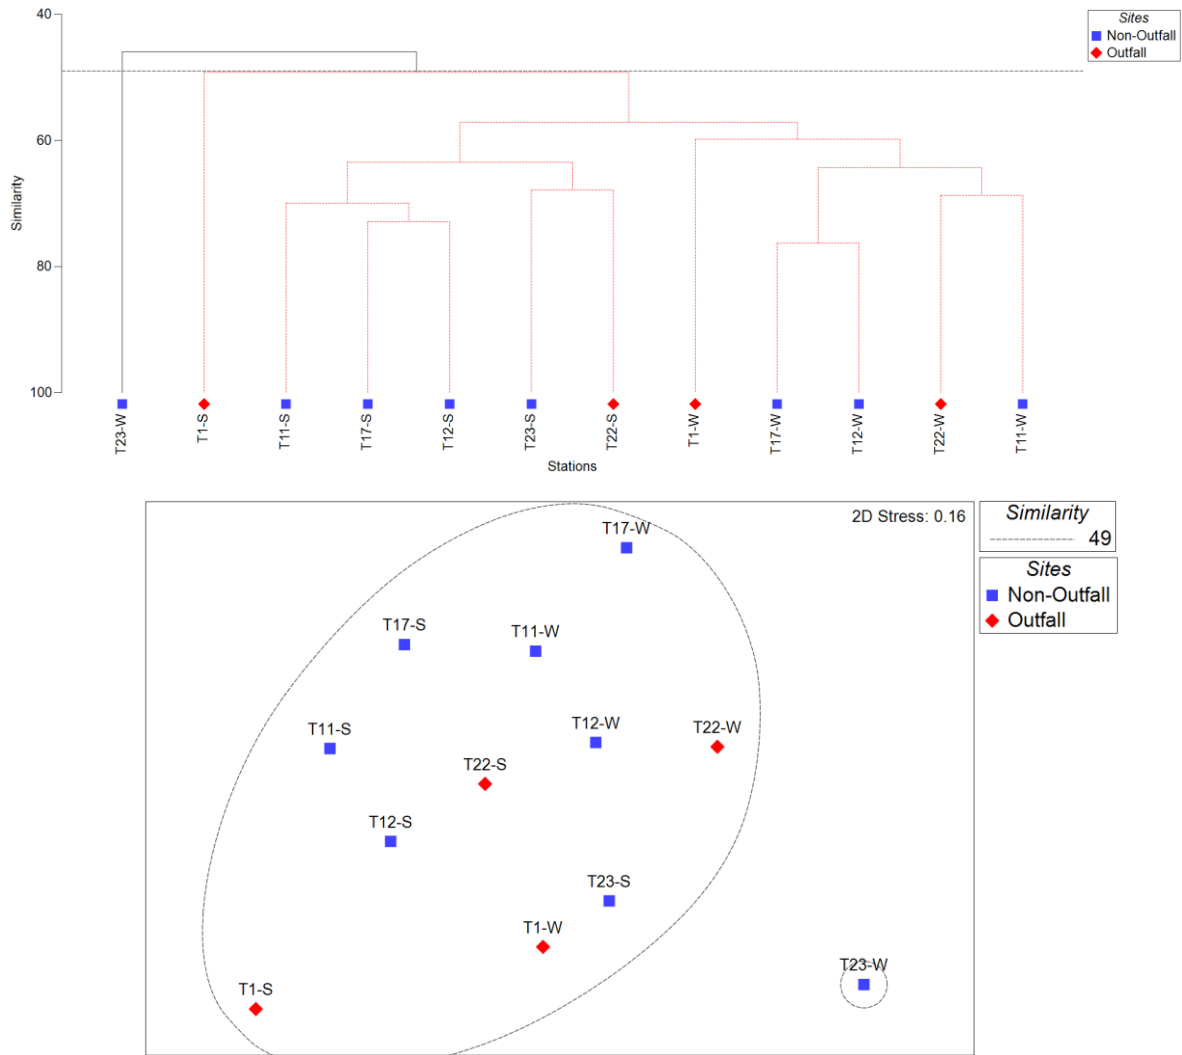 40
60
80
100
Similarity
Sites
Non-Outfall
Outfall
T23-W
T1-S
T11-S
T17-S
T12-S
T23-S
T22-S
T1-W
T17-W
T12-W
T22-W
T11-W
Stations
2D Stress: 0.16
Similarity
49
Sites
Non-Outfall
Outfall
T17-W
T17-S
T11-W
T11-S
T12-W
T22-W
T22-S
T12-S
T23-S
T1-W
T23-W
T1-S